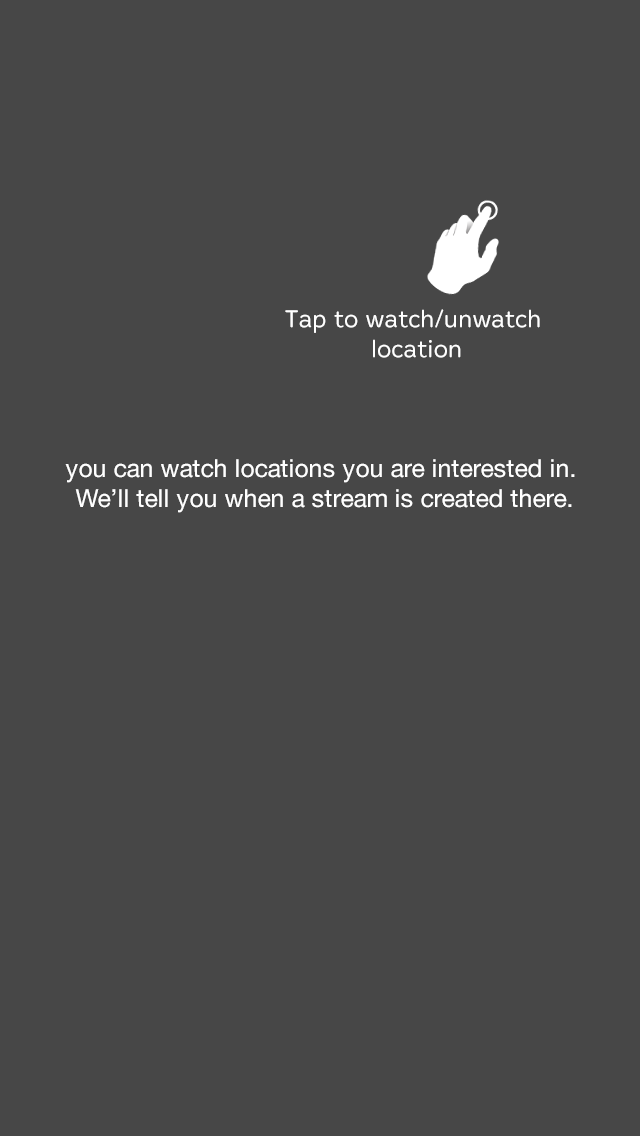 Tap to watch/unwatch
location
you can watch locations you are interested in.
We’ll tell you when a stream is created there.